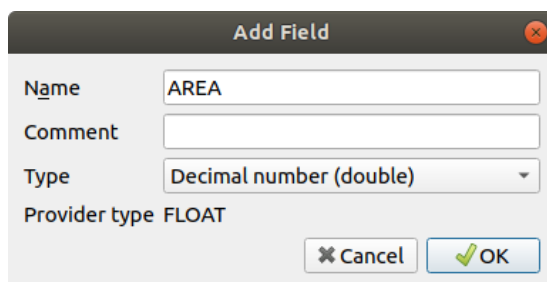 Add Field
Name AREA
Comment
Type Decimal number (double)
Provider type FLOAT
Cancel OK